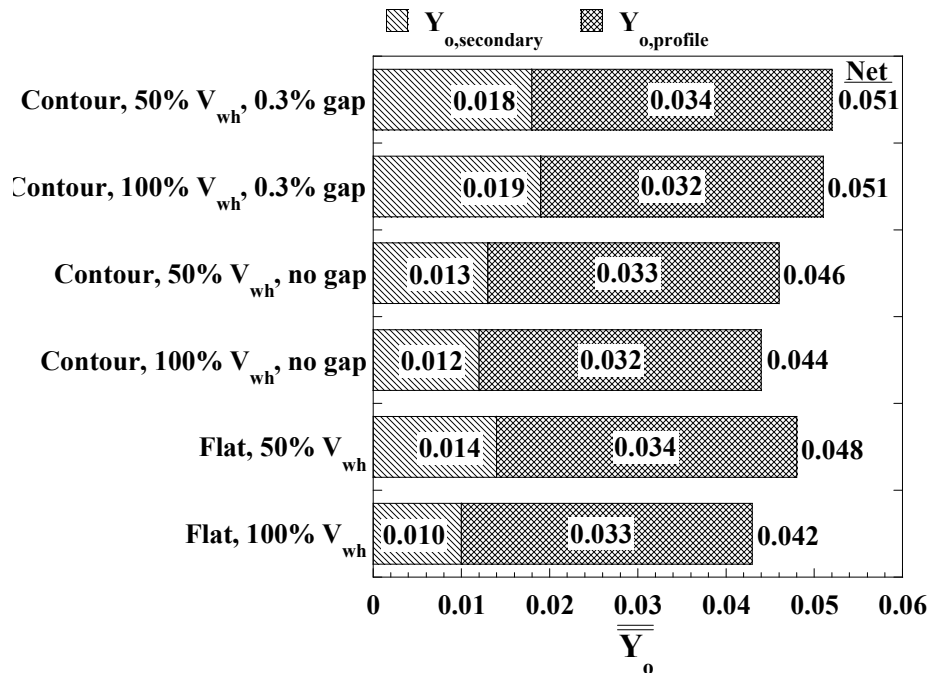 Y o,secondary Y o,profile
Net
Contour, 50% V wh, 0.3% gap 0.018 0.034 0.051
Contour, 100% V wh, 0.3% gap 0.019 0.032 0.051
Contour, 50% V wh, no gap 0.013 0.033 0.046
Contour, 100% V wh, no gap 0.012 0.032 0.044
Flat, 50% V wh 0.014 0.034 0.048
Flat, 100% V wh 0.010 0.033 0.042
0 0.01 0.02 0.03 0.04 0.05 0.06
Y o